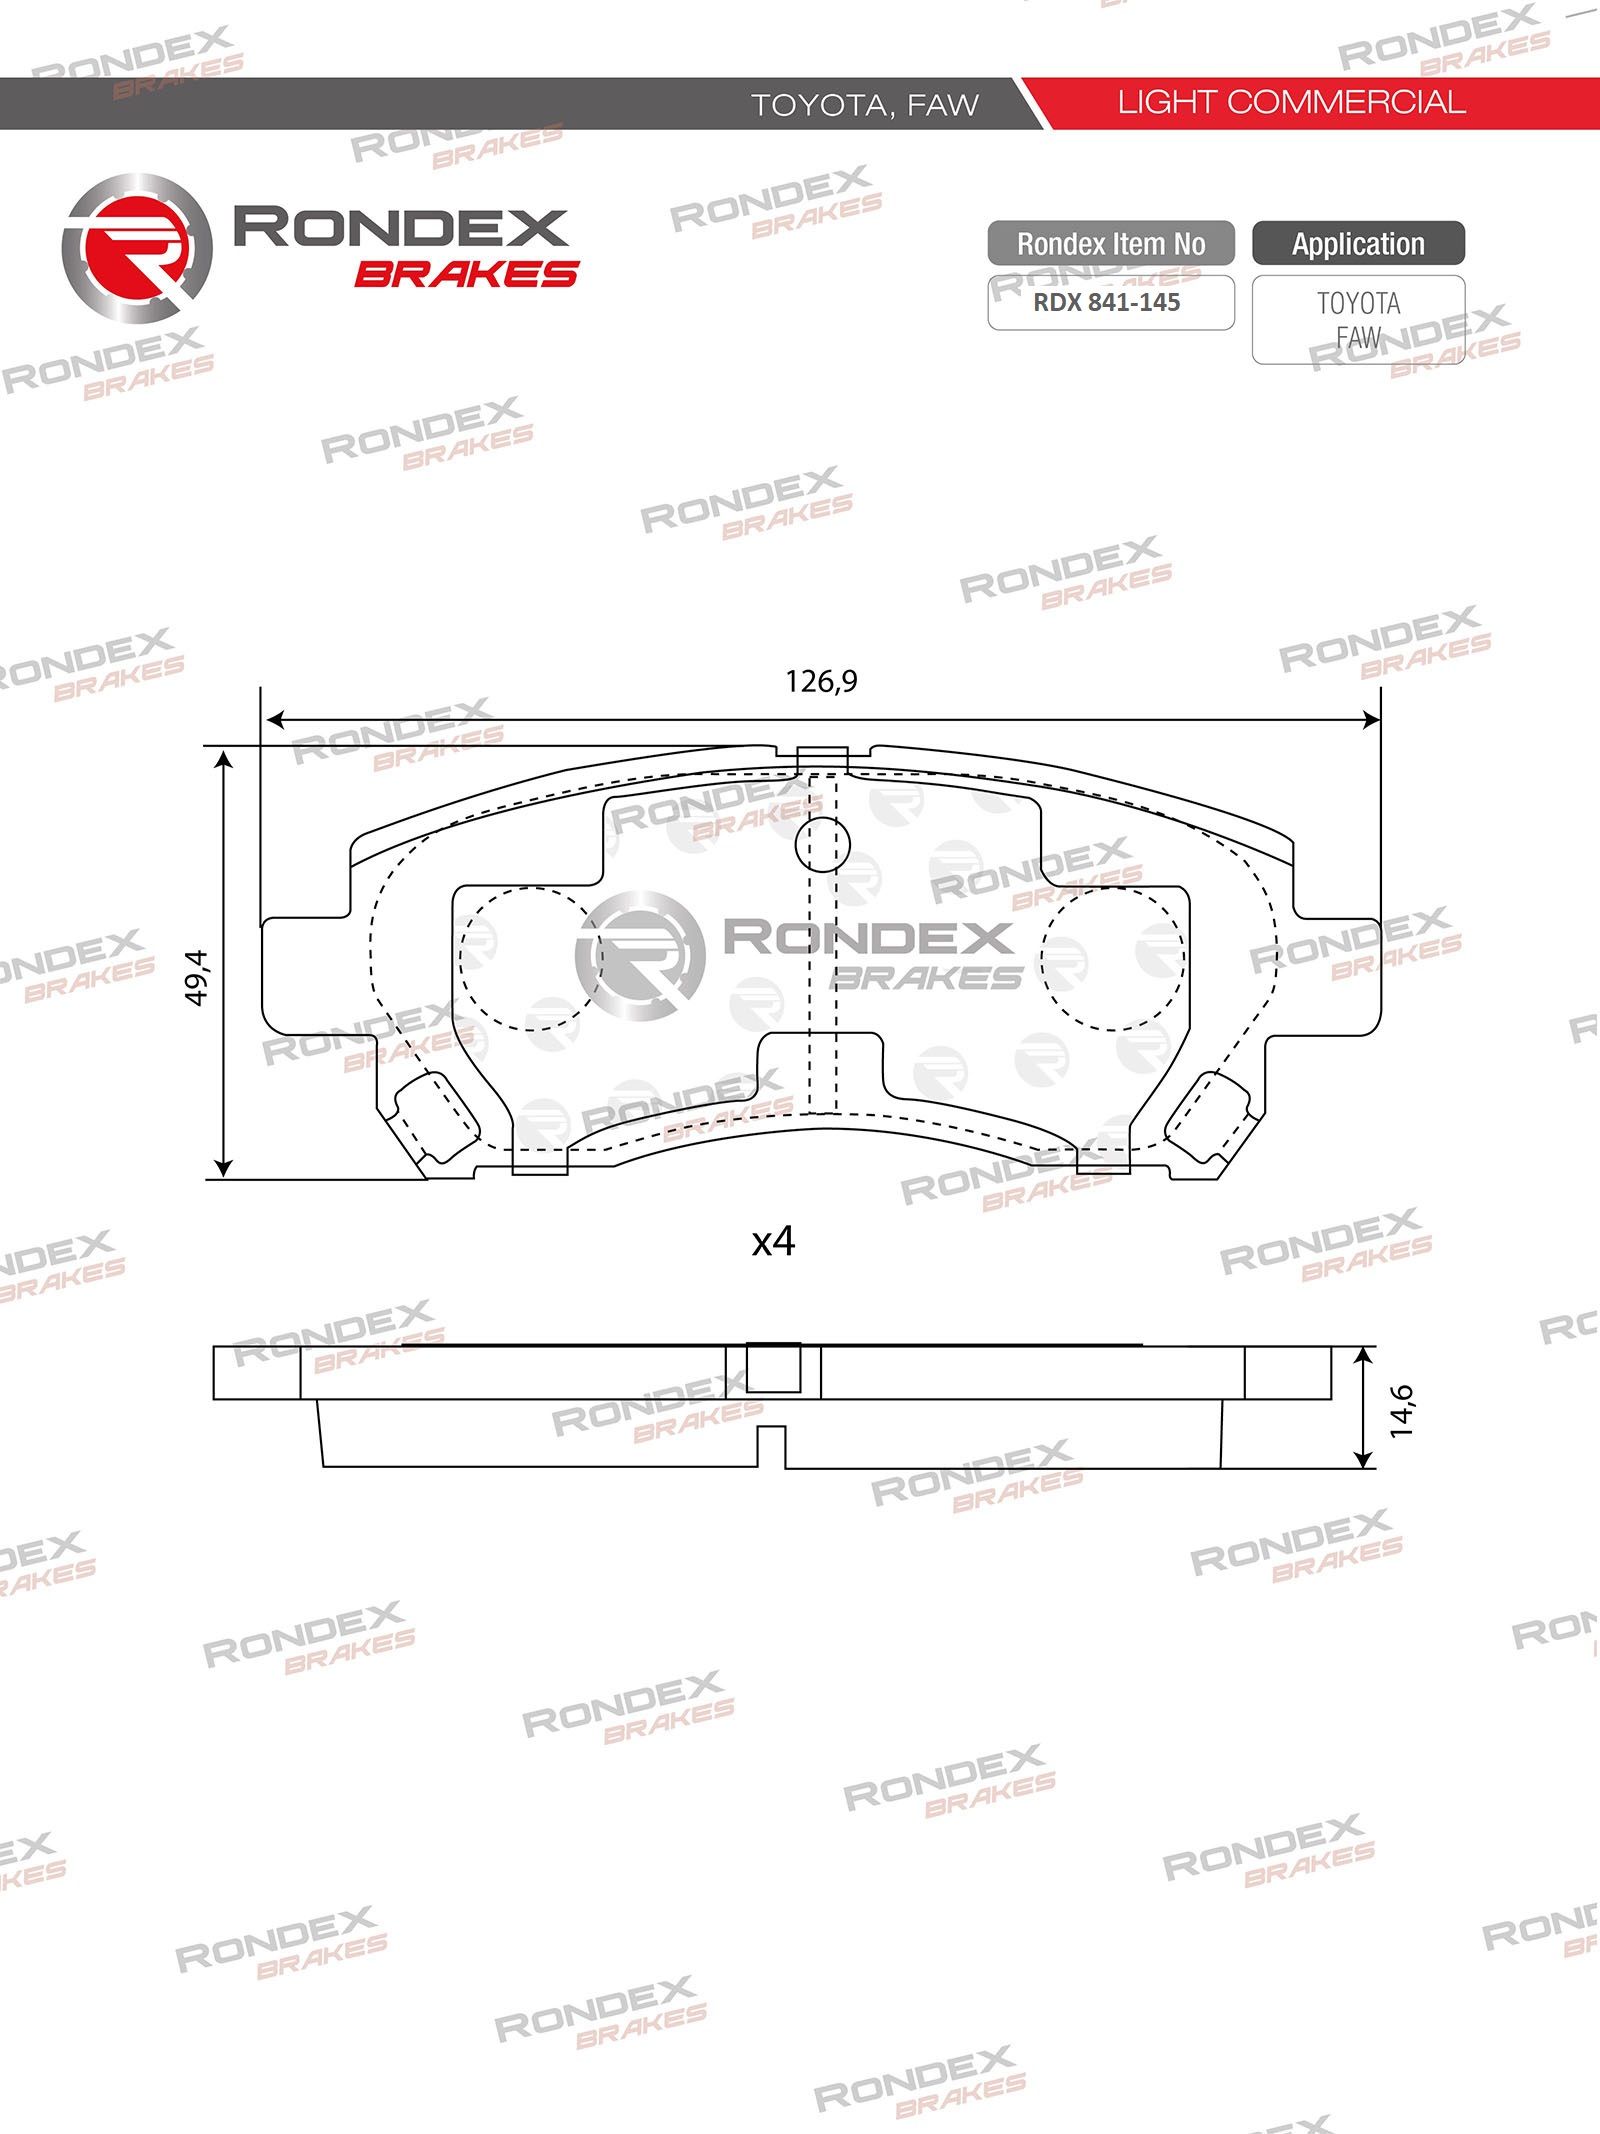 TOYOTA, FAW
LIGHT COMMERCIAL
RONDEX
BRAKES
Rondex Item No
RDX 841-145
Application
TOYOTA
FAW
126,9
49,4
RONDEX
BRAKES
x4
14,6